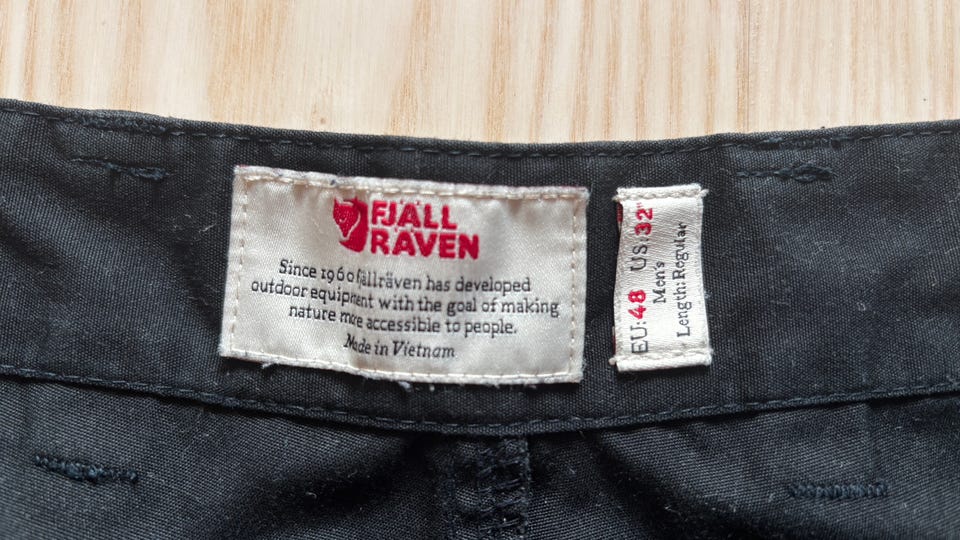 FJÄLL
RÄVEN
Since 1960 fjällräven has developed
outdoor equipment with the goal of making
nature more accessible to people.
Made in Vietnam
EU: 48 US: 32"
Men's
Length: Regular